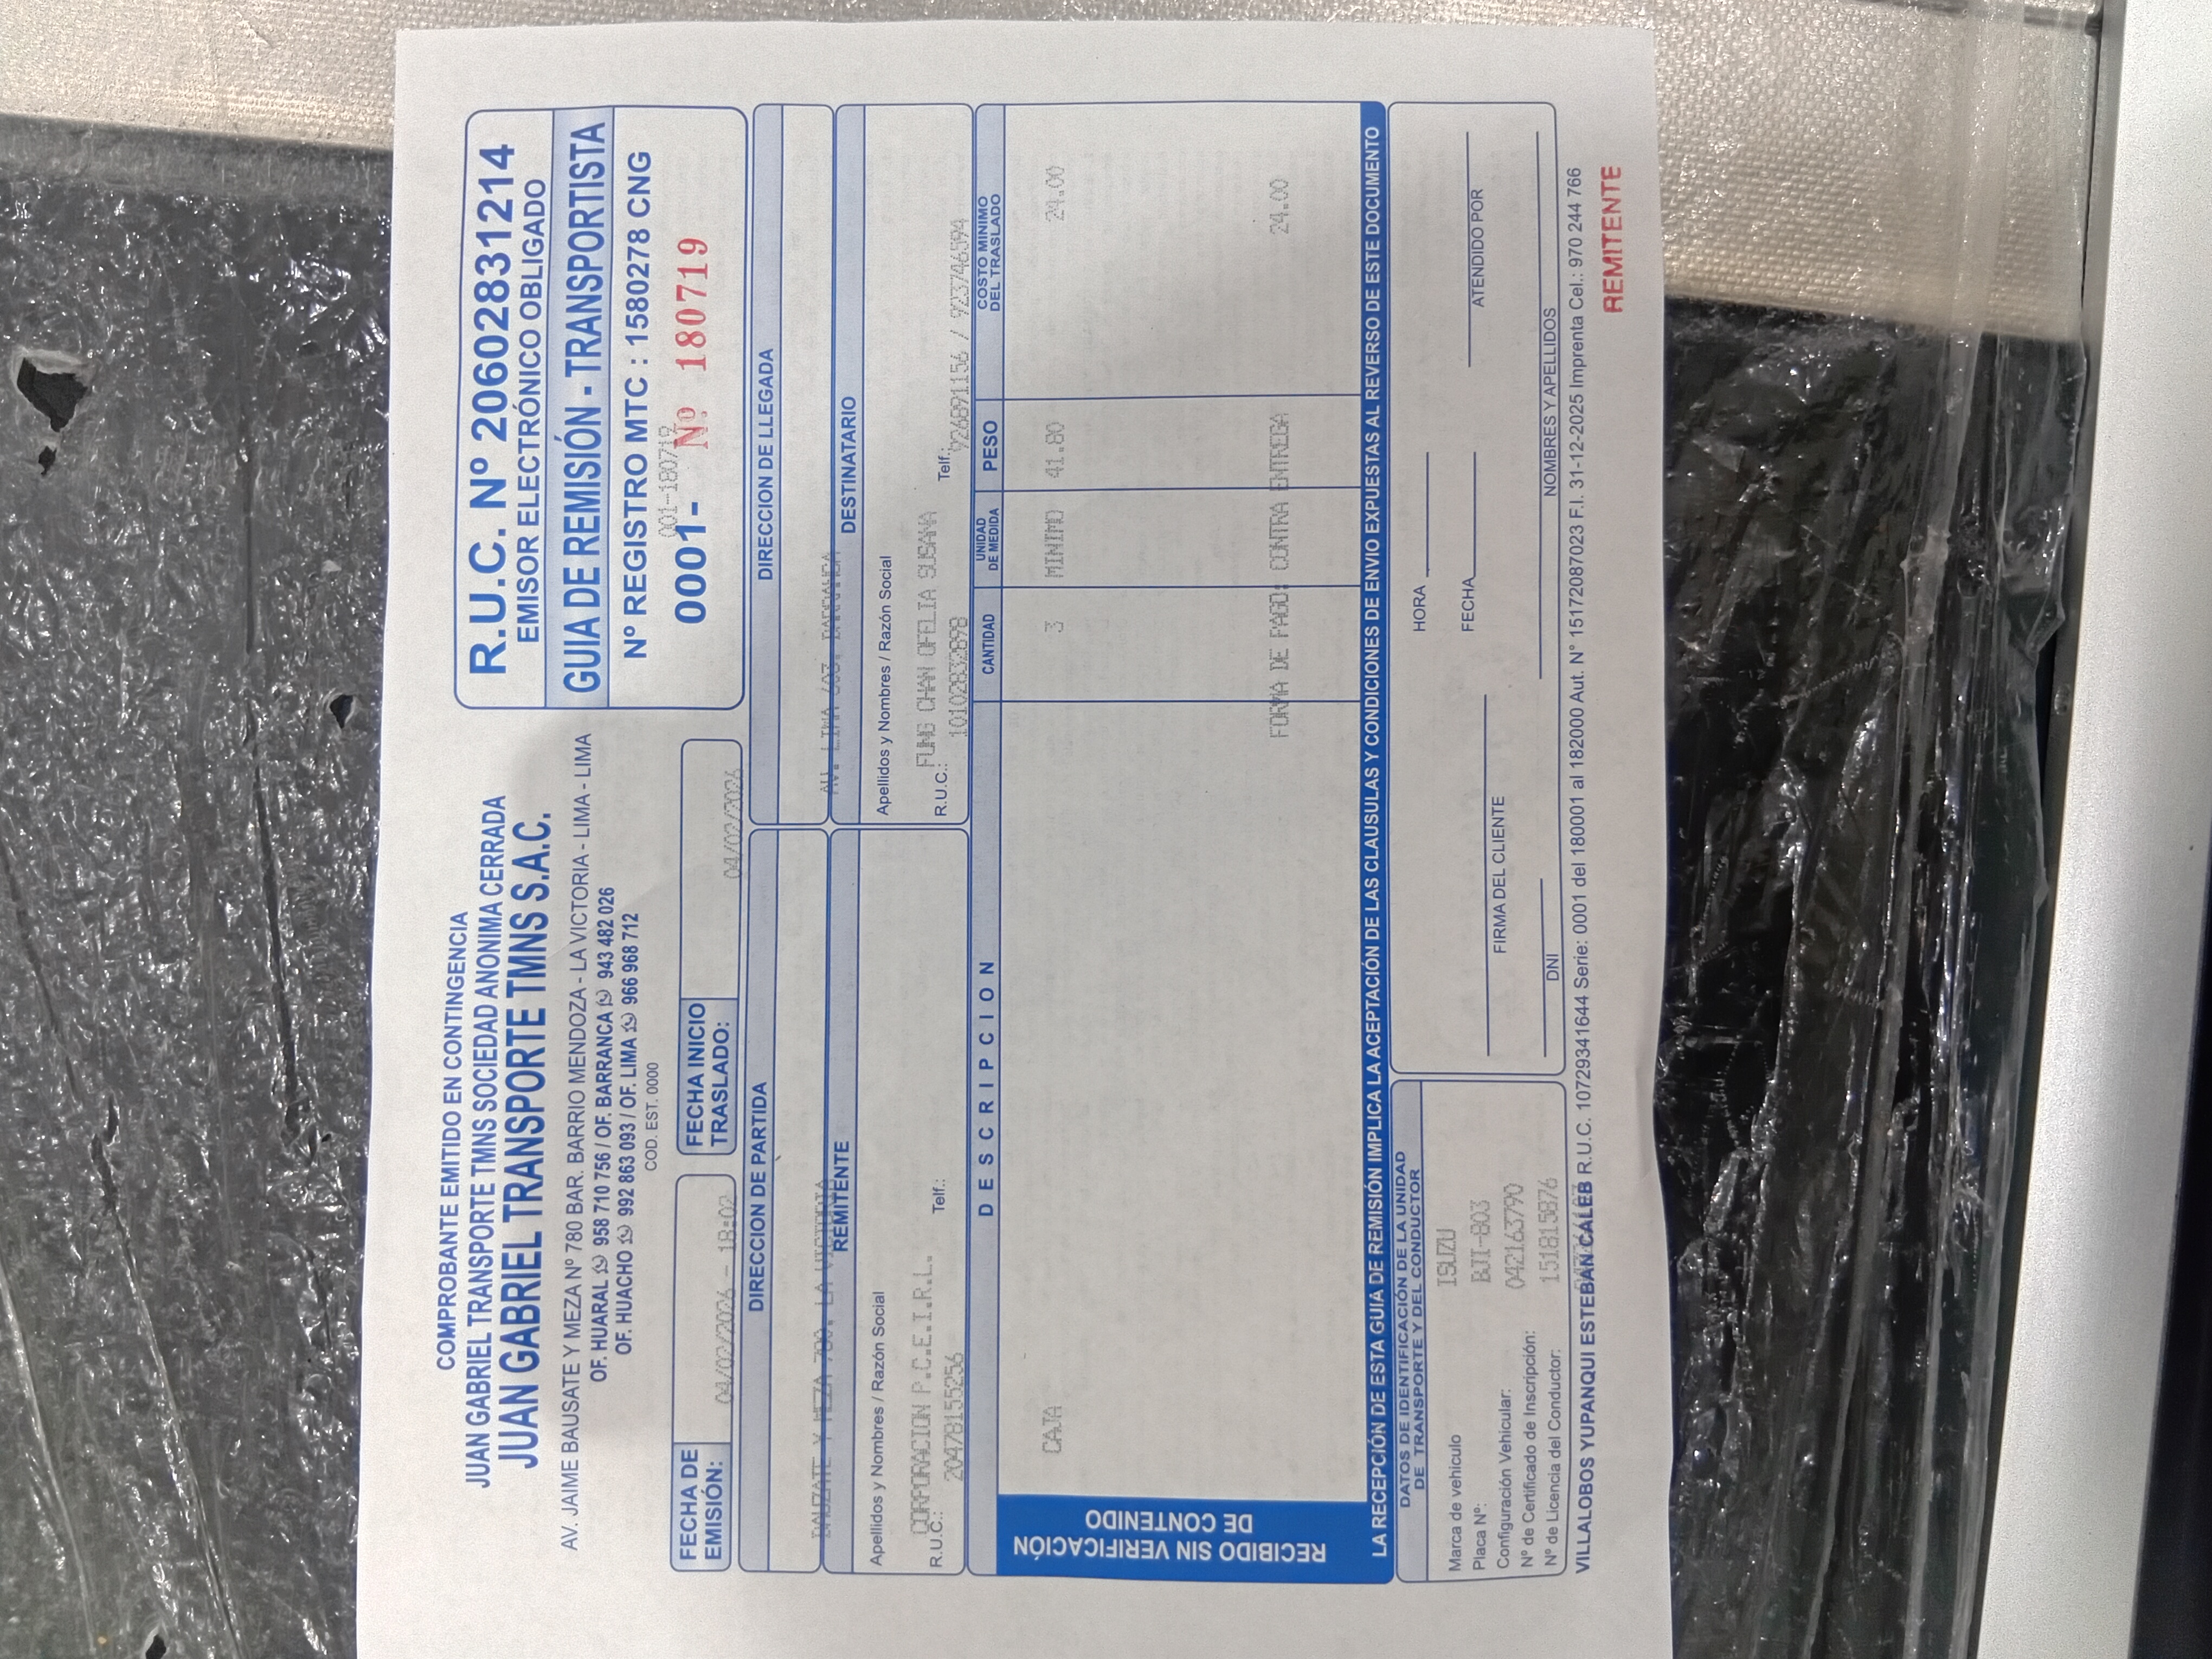 COMPROBANTE EMITIDO EN CONTINGENCIA
JUAN GABRIEL TRANSPORTE TMNS SOCIEDAD ANONIMA CERRADA
JUAN GABRIEL TRANSPORTE TMNS S.A.C.
AV. JAIME BAUSATE Y MEZA Nº 780 BAR. BARRIO MENDOZA - LA VICTORIA - LIMA - LIMA
OF. HUARAL 958 710 756 / OF. BARRANCA 943 482 026
OF. HUACHO 992 863 093 / OF. LIMA 966 968 712
COD. EST. 0000
R.U.C. Nº 20602831214
EMISOR ELECTRÓNICO OBLIGADO
GUIA DE REMISIÓN - TRANSPORTISTA
Nº REGISTRO MTC : 1580278 CNG
001-180719
0001- Nº 180719
FECHA DE EMISIÓN: 04/02/2026 - 18:02
FECHA INICIO TRASLADO: 04/02/2026
DIRECCION DE PARTIDA
Y MEZA 700, LA VICTORIA
DIRECCION DE LLEGADA
AV. LIMA BARRANCA
REMITENTE
Apellidos y Nombres / Razón Social
CORPORACION P.C.E.I.R.L.
R.U.C.: 20478155256 Telf.:
DESTINATARIO
Apellidos y Nombres / Razón Social
FUNG CHAN OFELIA SUSANA
R.U.C.: Telf.: 926891156 / 923746594
DESCRIPCION CANTIDAD UNIDAD DE MEDIDA PESO COSTO MINIMO DEL TRASLADO
CAJA 3 MINIMO 41.80 24.00
FORMA DE PAGO: CONTRA ENTREGA 24.00
RECIBIDO SIN VERIFICACIÓN DE CONTENIDO
LA RECEPCIÓN DE ESTA GUIA DE REMISIÓN IMPLICA LA ACEPTACIÓN DE LAS CLAUSULAS Y CONDICIONES DE ENVIO EXPUESTAS AL REVERSO DE ESTE DOCUMENTO
DATOS DE IDENTIFICACIÓN DE LA UNIDAD DE TRANSPORTE Y DEL CONDUCTOR
Marca de vehículo ISUZU
Placa Nº: BJI-803
Configuración Vehicular:
Nº de Certificado de Inscripción: 042163790
Nº de Licencia del Conductor: 151815876
FIRMA DEL CLIENTE
DNI
HORA
FECHA
ATENDIDO POR
NOMBRES Y APELLIDOS
VILLALOBOS YUPANQUI ESTEBAN CALEB R.U.C. 10729341644 Serie: 0001 del 180001 al 182000 Aut. N° 15172087023 F.I. 31-12-2025 Imprenta Cel.: 970 244 766
REMITENTE